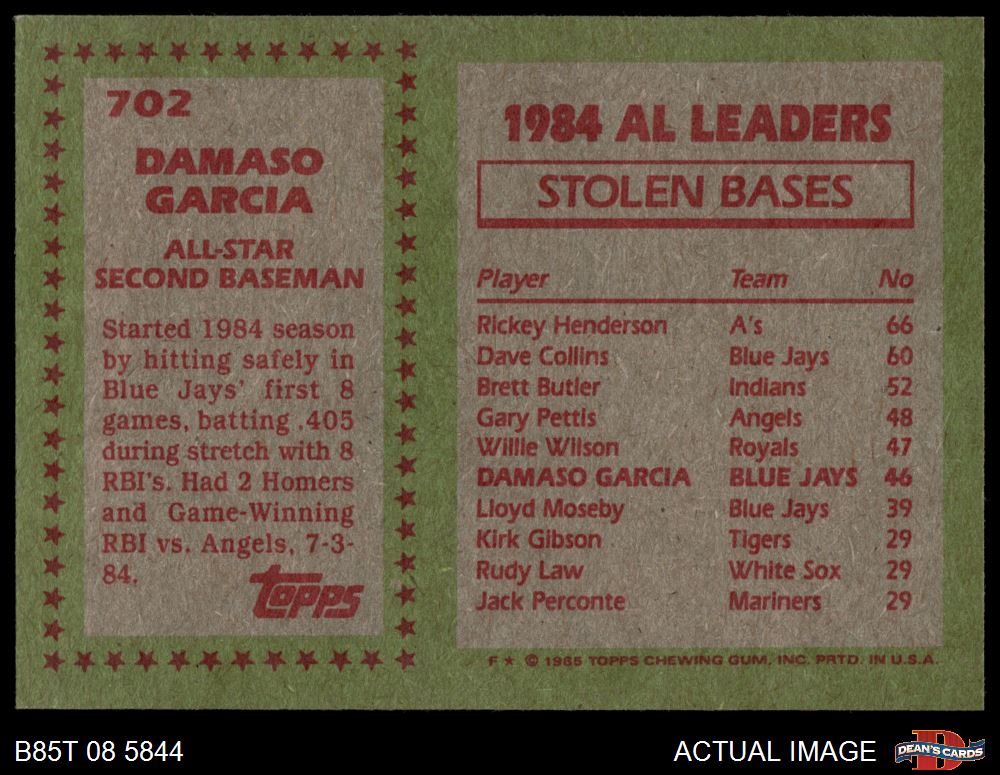 702
DAMASO
GARCIA
ALL-STAR
SECOND BASEMAN
Started 1984 season
by hitting safely in
Blue Jays' first 8
games, batting .405
during stretch with 8
RBI's. Had 2 Homers
and Game-Winning
RBI vs. Angels, 7-3-
84.
topps
1984 AL LEADERS
STOLEN BASES
Player Team No
Rickey Henderson A's 66
Dave Collins Blue Jays 60
Brett Butler Indians 52
Gary Pettis Angels 48
Willie Wilson Royals 47
DAMASO GARCIA BLUE JAYS 46
Lloyd Moseby Blue Jays 39
Kirk Gibson Tigers 29
Rudy Law White Sox 29
Jack Perconte Mariners 29
F ★ © 1985 TOPPS CHEWING GUM, INC. PRTD. IN U.S.A.
B85T 08 5844
ACTUAL IMAGE
D
DEAN'S CARDS